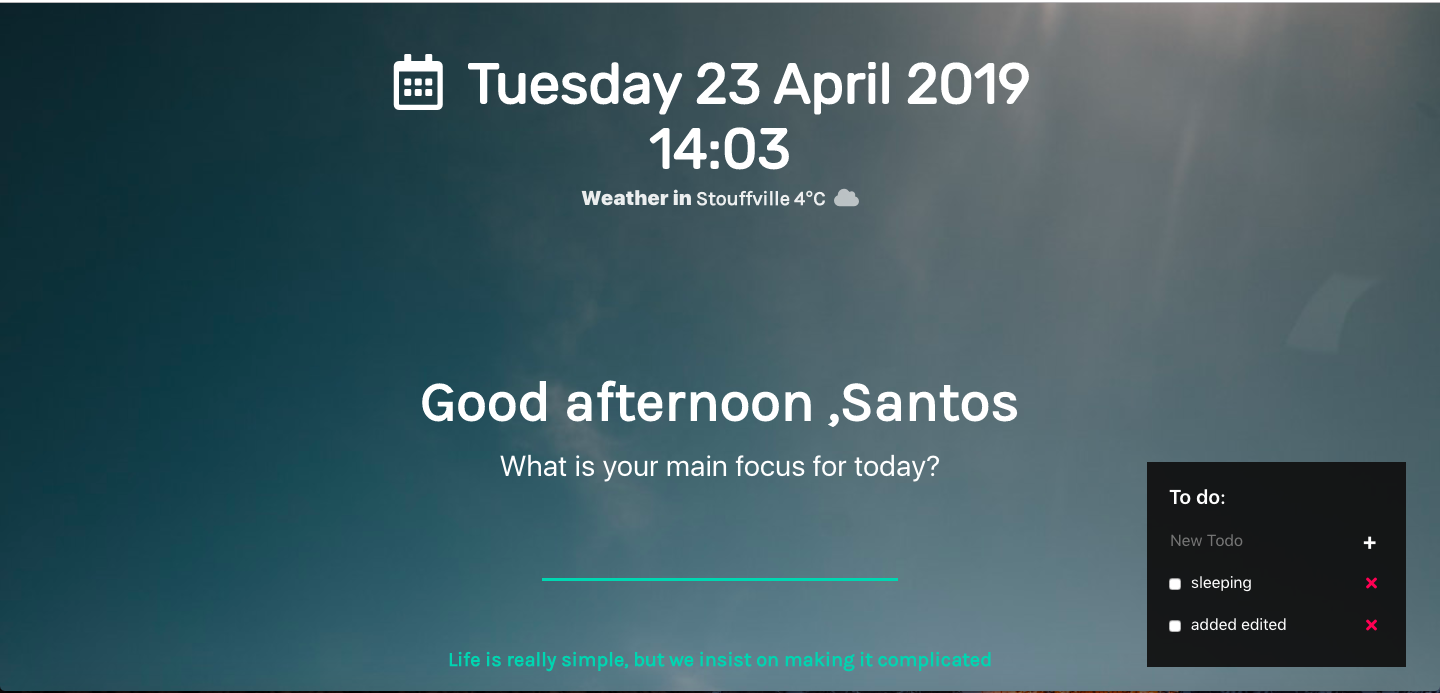 Tuesday 23 April 2019
14:03
Weather in Stouffville 4°C
Good afternoon ,Santos
What is your main focus for today?
To do:
New Todo
sleeping
added edited
Life is really simple, but we insist on making it complicated